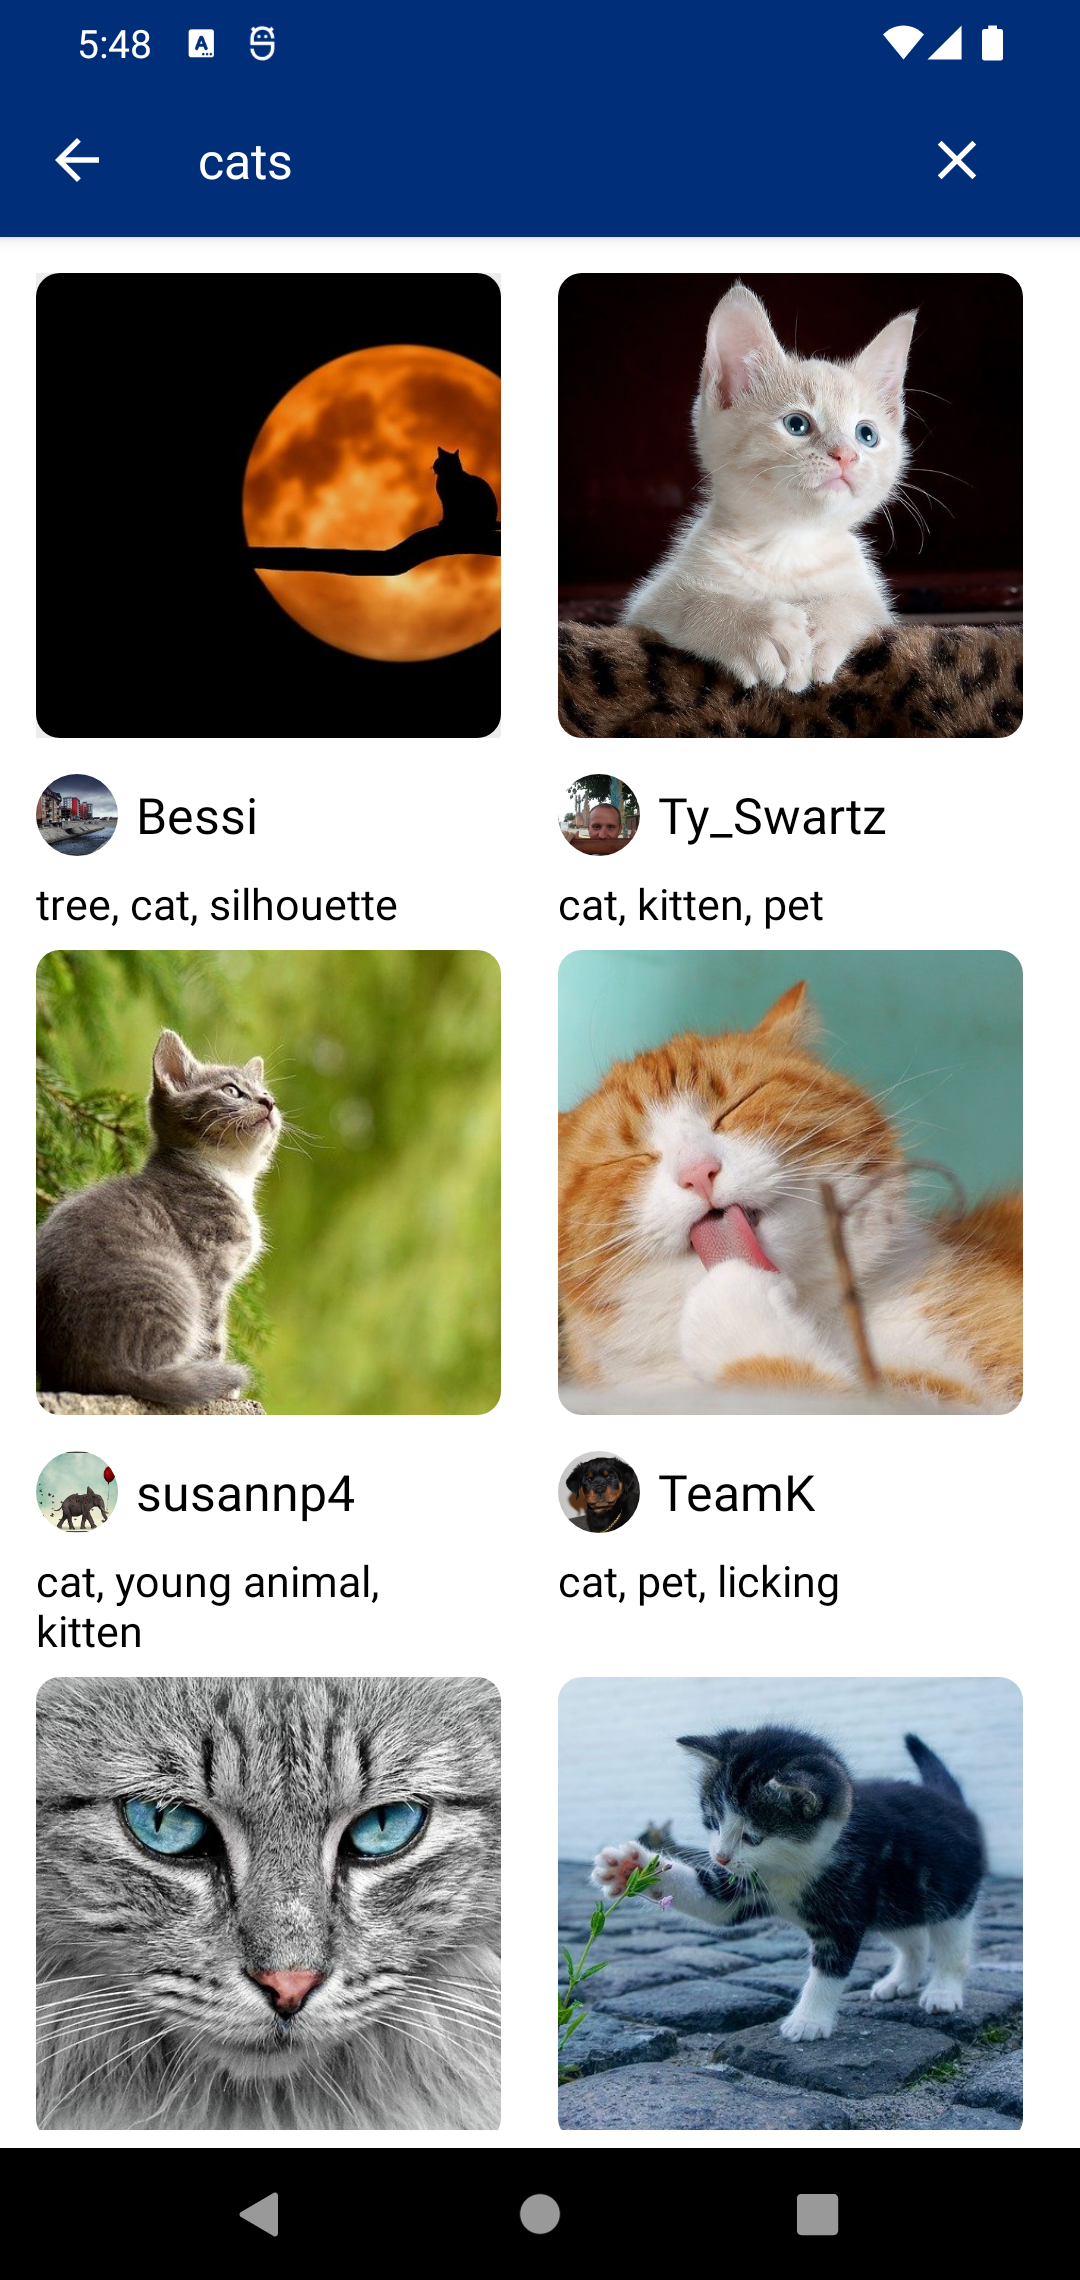 5:48
cats
Bessi
Ty_Swartz
tree, cat, silhouette
cat, kitten, pet
susannp4
TeamK
cat, young animal,
kitten
cat, pet, licking